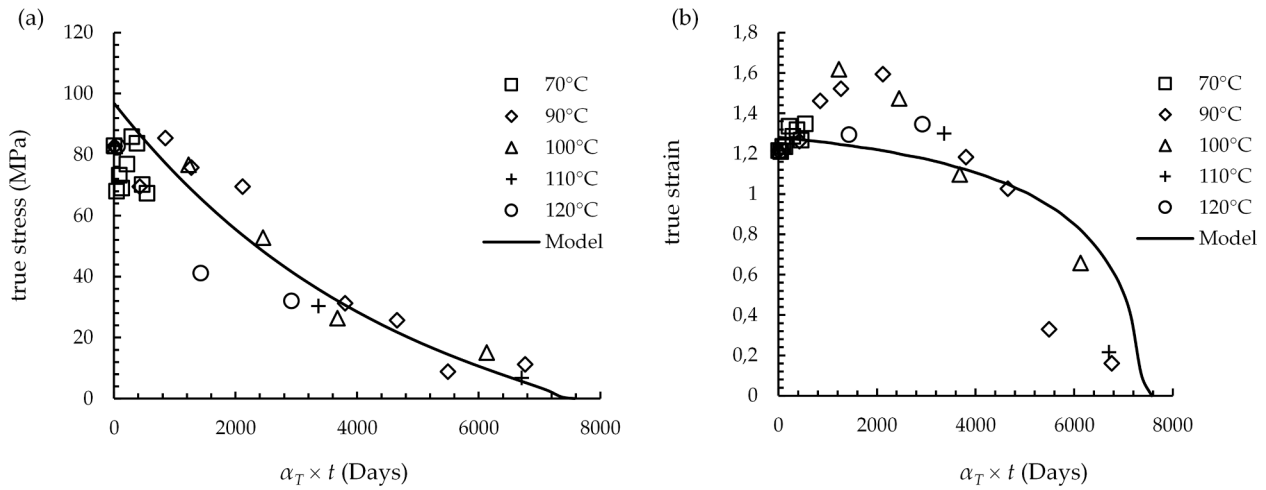 (a)
120
100
80
60
40
20
0
true stress (MPa)
0 2000 4000 6000 8000
α_T × t (Days)
70°C
90°C
100°C
110°C
120°C
Model
(b)
1,8
1,6
1,4
1,2
1
0,8
0,6
0,4
0,2
0
true strain
0 2000 4000 6000 8000
α_T × t (Days)
70°C
90°C
100°C
110°C
120°C
Model